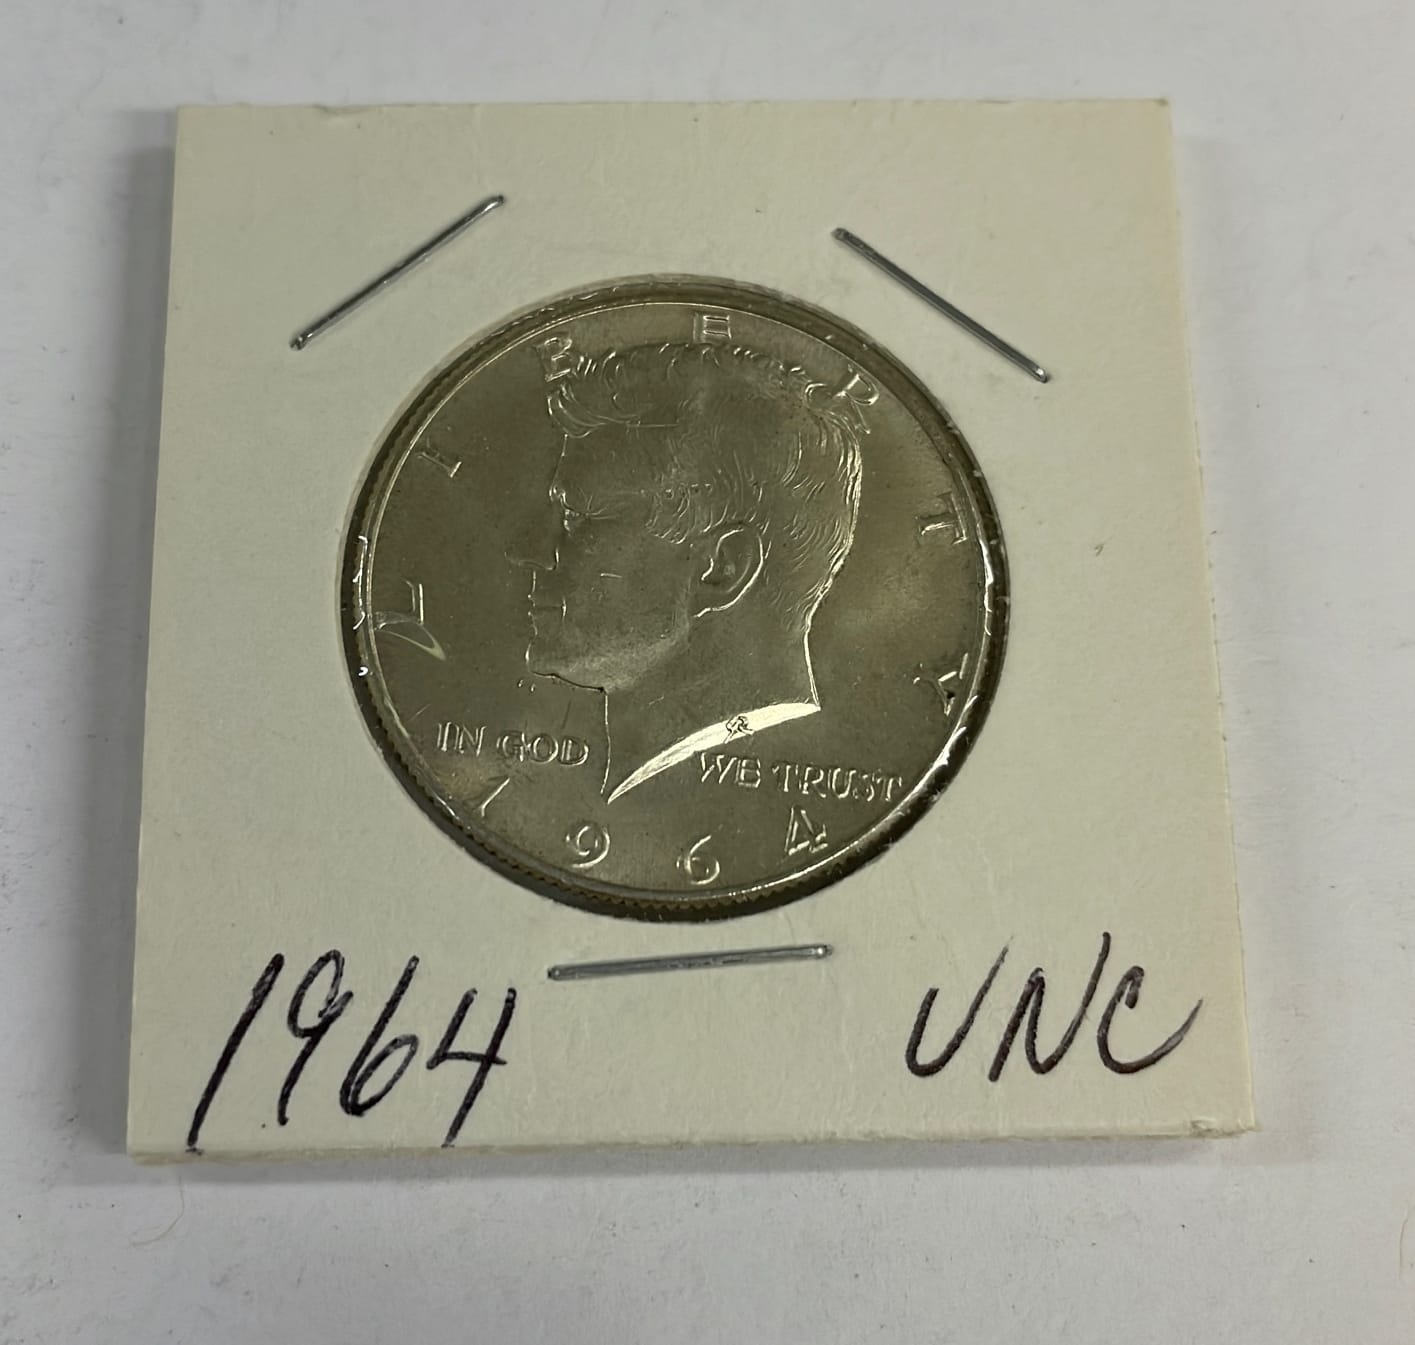 LIBERTY
IN GOD WE TRUST
1964
1964 UNC